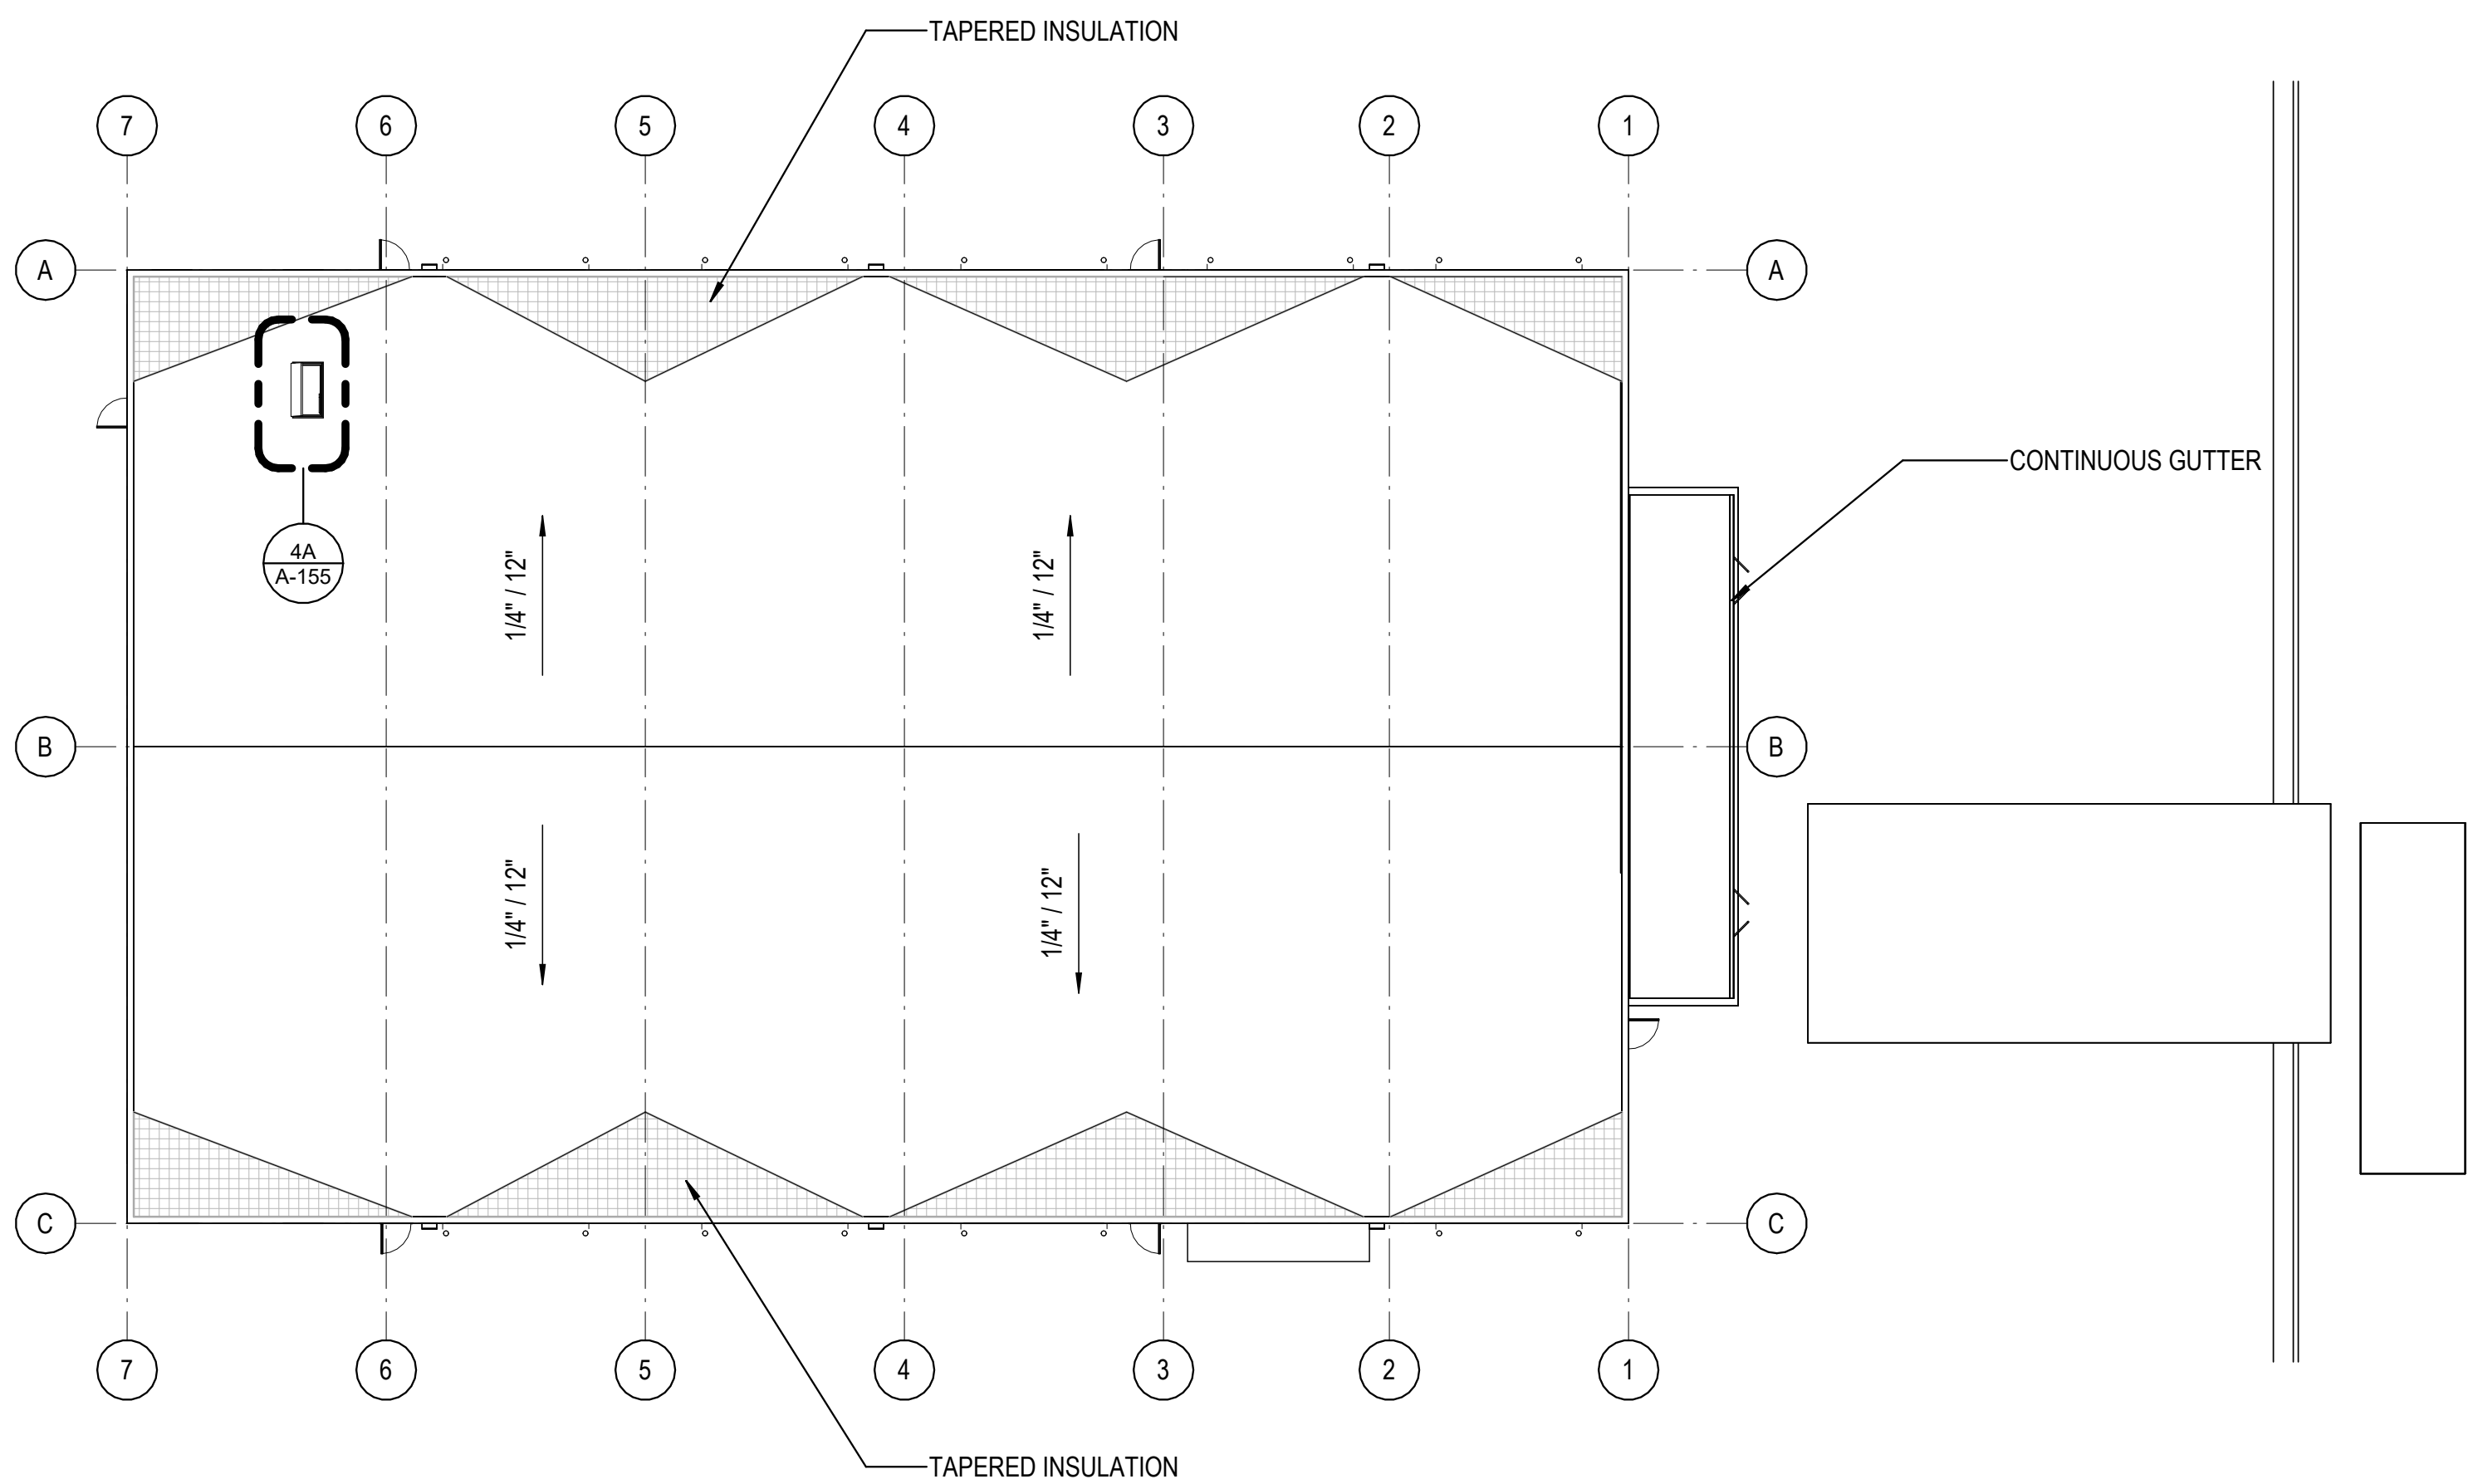 TAPERED INSULATION
7 6 5 4 3 2 1
A A
CONTINUOUS GUTTER
4A
A-155
1/4" / 12" 1/4" / 12"
B B
1/4" / 12" 1/4" / 12"
C C
7 6 5 4 3 2 1
TAPERED INSULATION